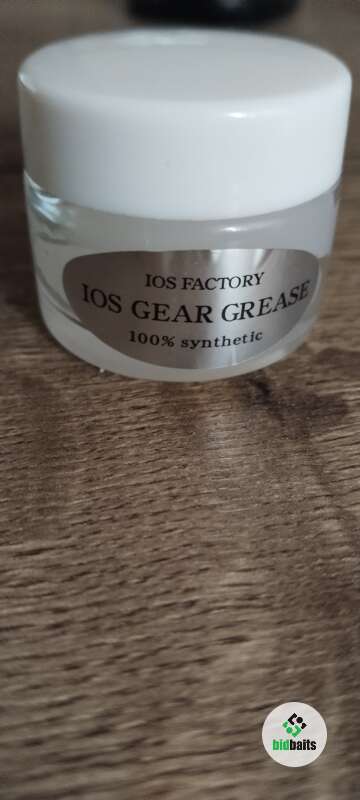 IOS FACTORY
IOS GEAR GREASE
100% synthetic
bidbaits